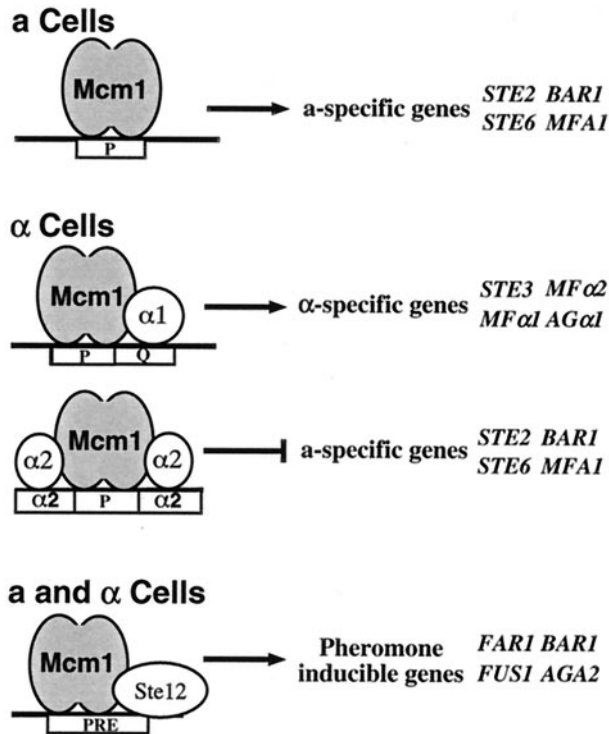 a Cells
Mcm1
P
a-specific genes
STE2 BAR1
STE6 MFA1
α Cells
Mcm1
α1
P Q
α-specific genes
STE3 MFα2
MFα1 AGα1
α2 Mcm1 α2
α2 P α2
a-specific genes
STE2 BAR1
STE6 MFA1
a and α Cells
Mcm1
Ste12
PRE
Pheromone
inducible genes
FAR1 BAR1
FUS1 AGA2